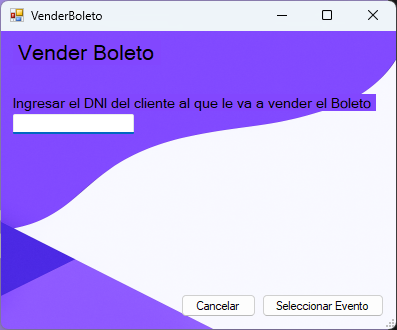 VenderBoleto
Vender Boleto
Ingresar el DNI del cliente al que le va a vender el Boleto
Cancelar
Seleccionar Evento